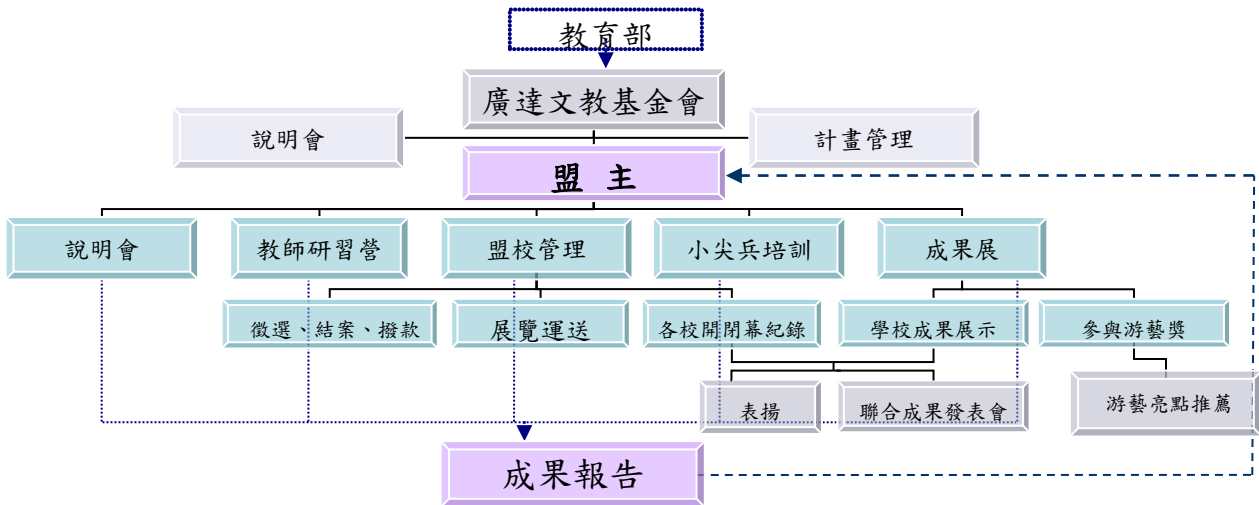 教育部
廣達文教基金會
說明會
計畫管理
盟 主
說明會
教師研習營
盟校管理
小尖兵培訓
成果展
徵選、結案、撥款
展覽運送
各校開閉幕紀錄
學校成果展示
參與游藝獎
表揚
聯合成果發表會
游藝亮點推薦
成果報告